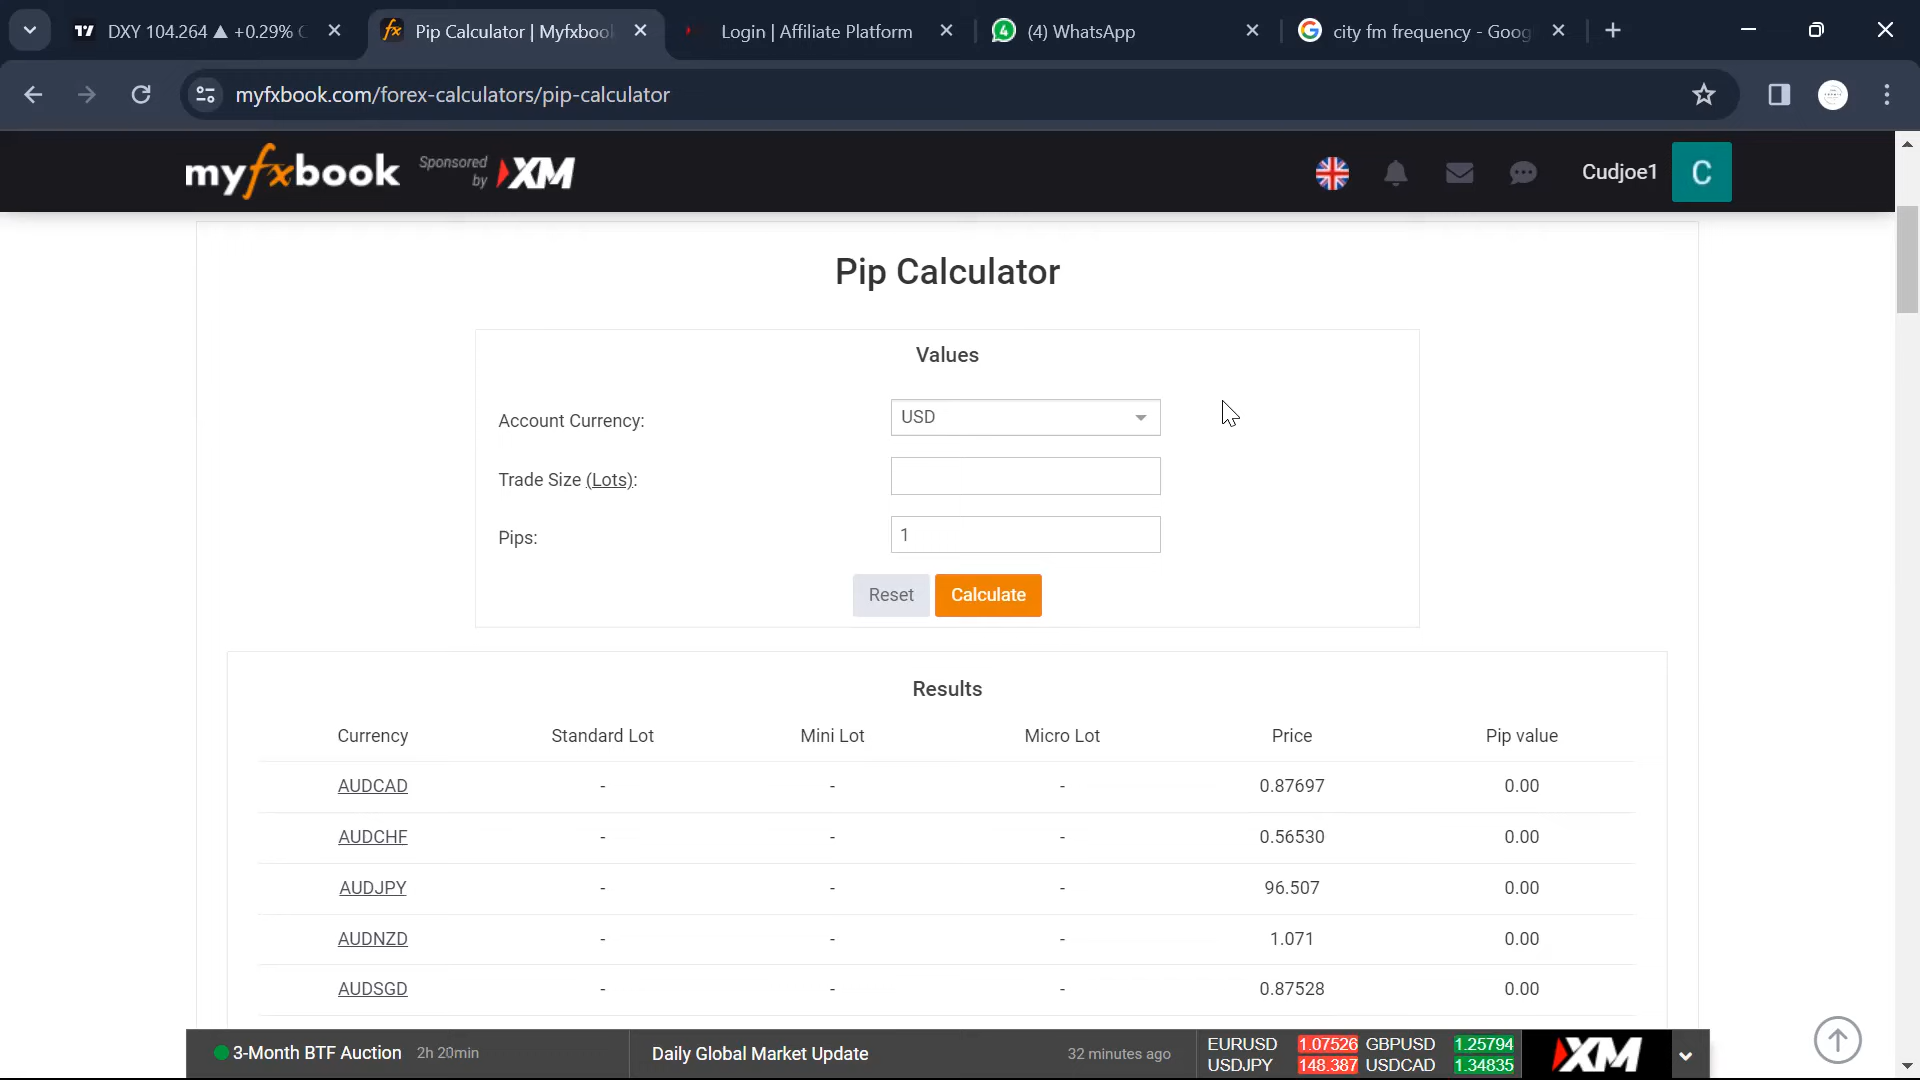 DXY 104.264 ▲ +0.29%
Pip Calculator | Myfxboo
Login | Affiliate Platform
(4) WhatsApp
city fm frequency - Goog
myfxbook.com/forex-calculators/pip-calculator
myfxbook Sponsored by XM
Cudjoe1 C
Pip Calculator
Values
Account Currency: USD
Trade Size (Lots):
Pips: 1
Reset Calculate
Results
Currency Standard Lot Mini Lot Micro Lot Price Pip value
AUDCAD - - - 0.87697 0.00
AUDCHF - - - 0.56530 0.00
AUDJPY - - - 96.507 0.00
AUDNZD - - - 1.071 0.00
AUDSGD - - - 0.87528 0.00
3-Month BTF Auction 2h 20min
Daily Global Market Update 32 minutes ago
EURUSD 1.07526 GBPUSD 1.25794
USDJPY 148.387 USDCAD 1.34835
XM